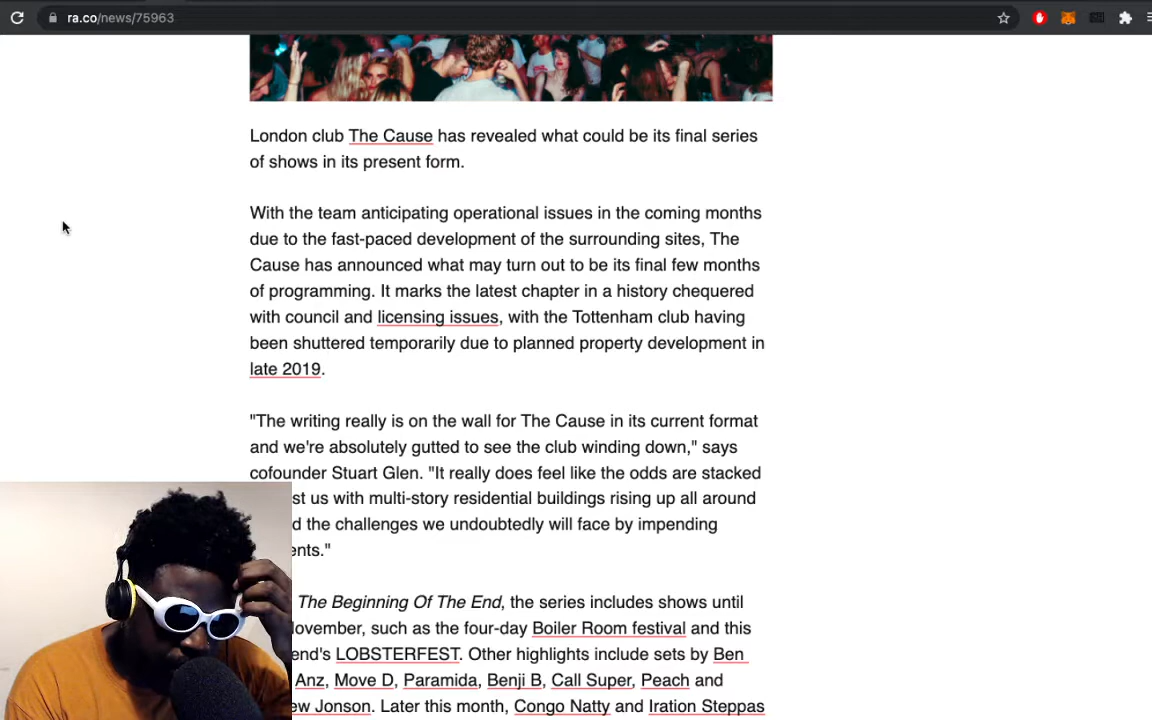 ra.co/news/75963
London club The Cause has revealed what could be its final series
of shows in its present form.
With the team anticipating operational issues in the coming months
due to the fast-paced development of the surrounding sites, The
Cause has announced what may turn out to be its final few months
of programming. It marks the latest chapter in a history chequered
with council and licensing issues, with the Tottenham club having
been shuttered temporarily due to planned property development in
late 2019.
"The writing really is on the wall for The Cause in its current format
and we're absolutely gutted to see the club winding down," says
cofounder Stuart Glen. "It really does feel like the odds are stacked
st us with multi-story residential buildings rising up all around
d the challenges we undoubtedly will face by impending
ents."
The Beginning Of The End, the series includes shows until
ovember, such as the four-day Boiler Room festival and this
end's LOBSTERFEST. Other highlights include sets by Ben
Anz, Move D, Paramida, Benji B, Call Super, Peach and
ew Jonson. Later this month, Congo Natty and Iration Steppas